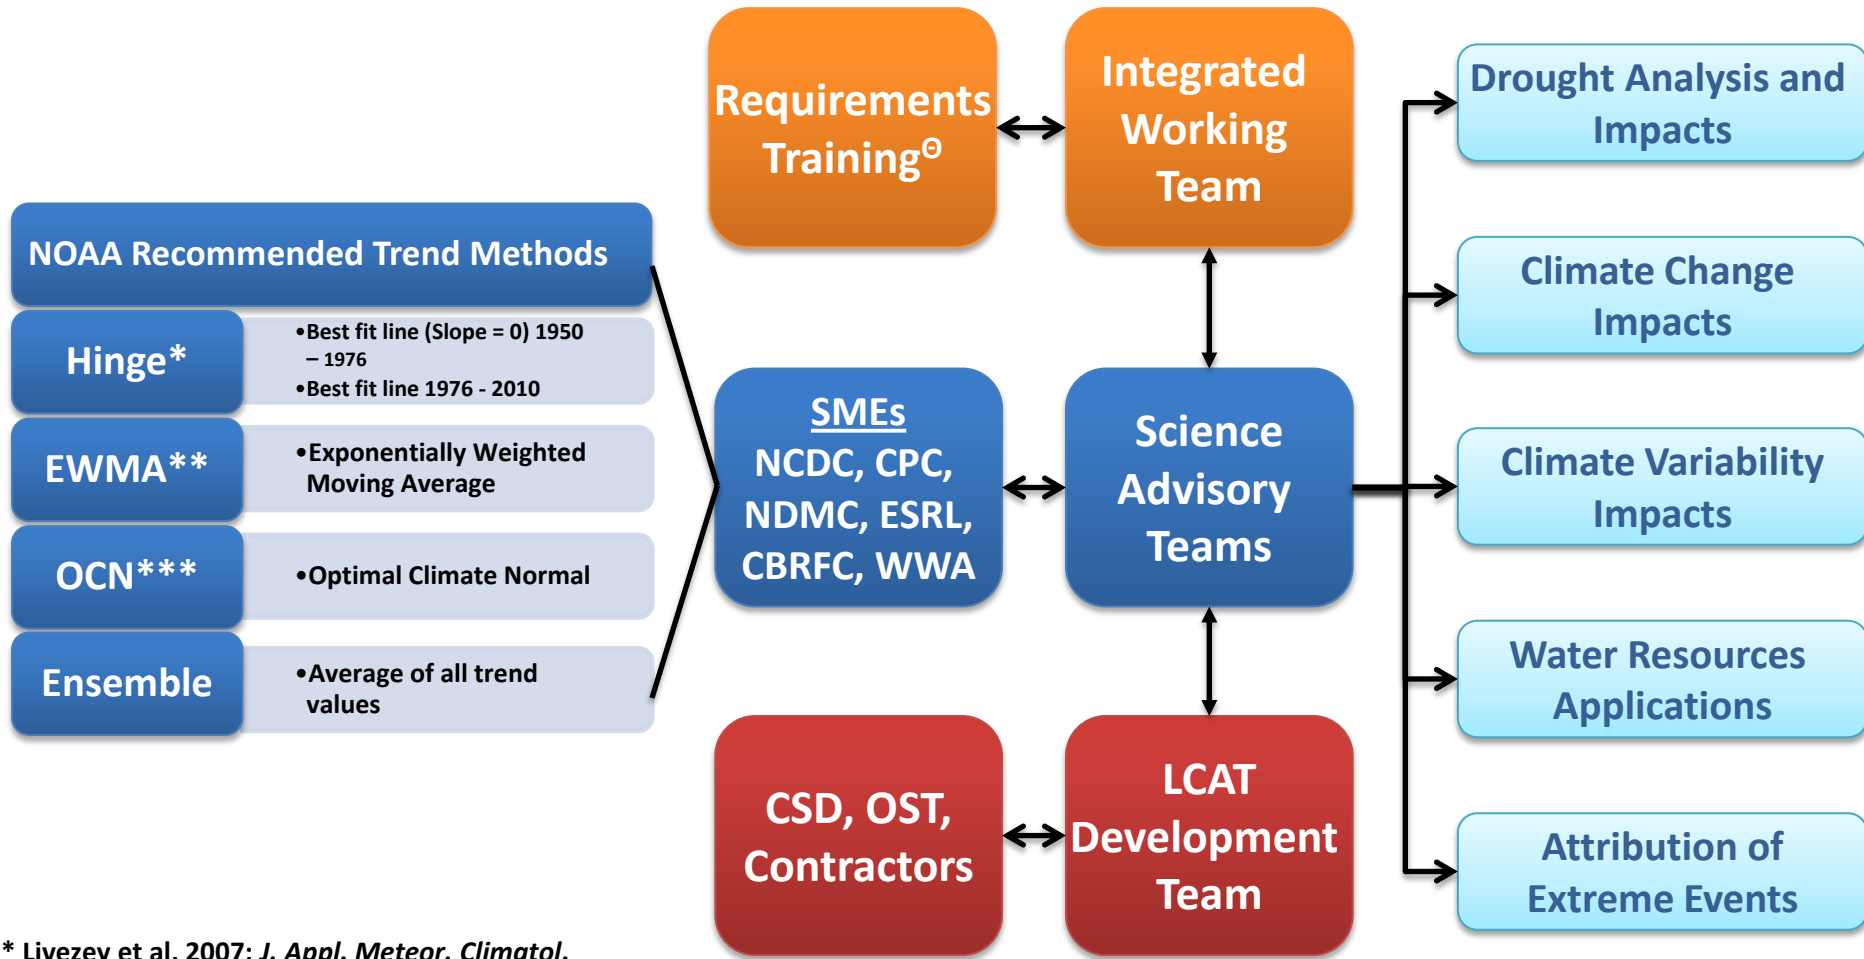 NOAA Recommended Trend Methods
Hinge*
•Best fit line (Slope = 0) 1950
– 1976
•Best fit line 1976 - 2010
EWMA**
•Exponentially Weighted
Moving Average
OCN***
•Optimal Climate Normal
Ensemble
•Average of all trend
values
Requirements
Training⊖
Integrated
Working
Team
SMEs
NCDC, CPC,
NDMC, ESRL,
CBRFC, WWA
Science
Advisory
Teams
CSD, OST,
Contractors
LCAT
Development
Team
Drought Analysis and
Impacts
Climate Change
Impacts
Climate Variability
Impacts
Water Resources
Applications
Attribution of
Extreme Events
* Livezey et al. 2007: J. Appl. Meteor. Climatol.